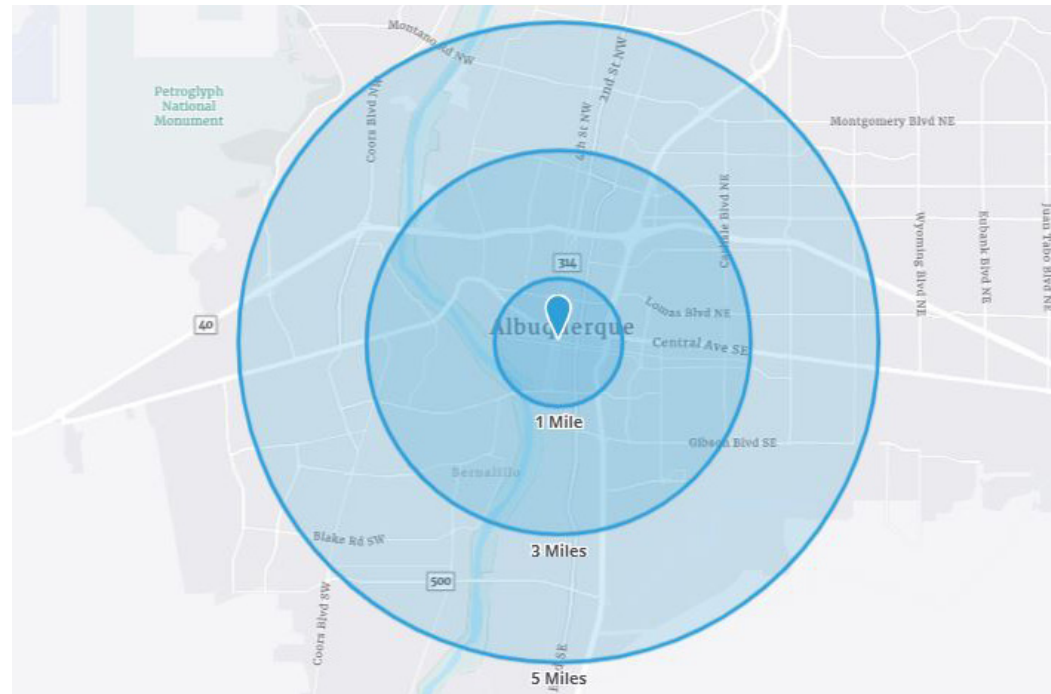 Montaño Rd NW
2nd St NW
Petroglyph
National
Monument
Coors Blvd NW
4th St NW
Montgomery Blvd NE
Carlisle Blvd NE
Wyoming Blvd NE
Eubank Blvd NE
Juan Tabo Blvd NE
314
40
Lomas Blvd NE
Albuquerque
Central Ave SE
1 Mile
Gibson Blvd SE
Bernalillo
Blake Rd SW
3 Miles
500
Coors Blvd SW
SE
5 Miles